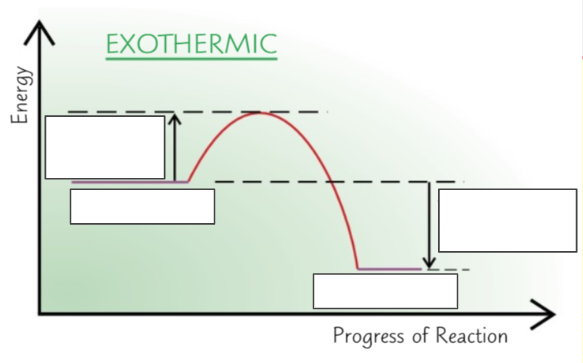 EXOTHERMIC
Energy
Progress of Reaction